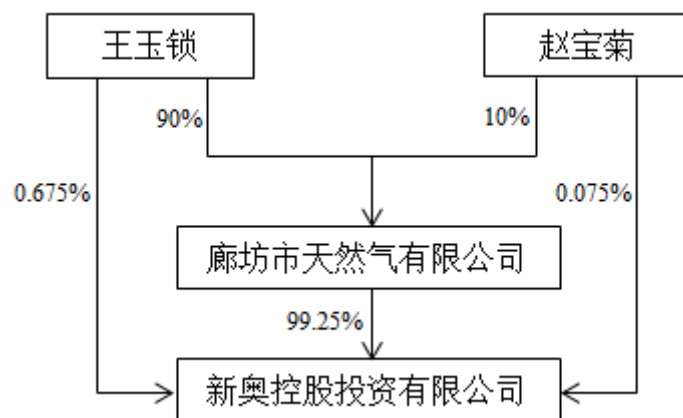 王玉锁
赵宝菊
90%
10%
0.675%
0.075%
廊坊市天然气有限公司
99.25%
新奥控股投资有限公司